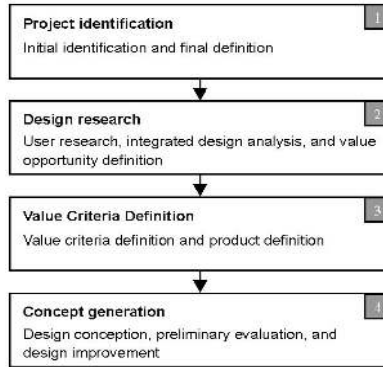 Project identification
1
Initial identification and final definition
Design research
2
User research, integrated design analysis, and value
opportunity definition
Value Criteria Definition
3
Value criteria definition and product definition
Concept generation
4
Design conception, preliminary evaluation, and
design improvement